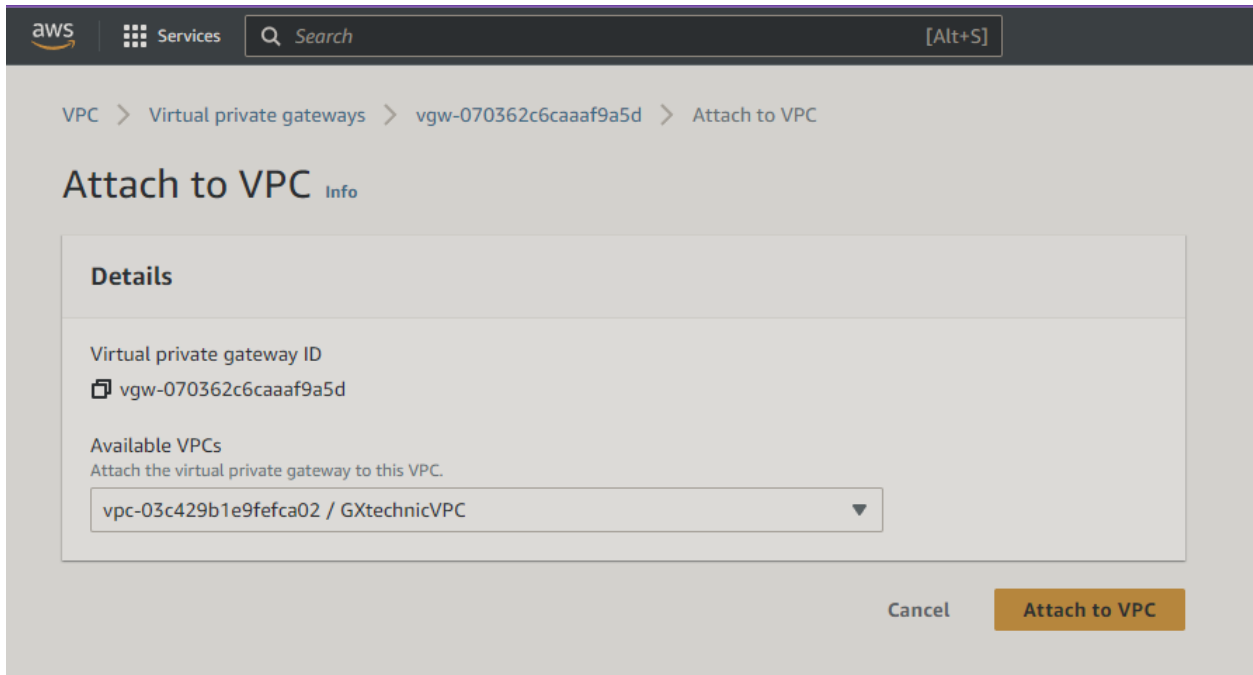 aws Services Search [Alt+S]
VPC > Virtual private gateways > vgw-070362c6caaaf9a5d > Attach to VPC
Attach to VPC Info
Details
Virtual private gateway ID
vgw-070362c6caaaf9a5d
Available VPCs
Attach the virtual private gateway to this VPC.
vpc-03c429b1e9fefca02 / GXtechnicVPC
Cancel Attach to VPC